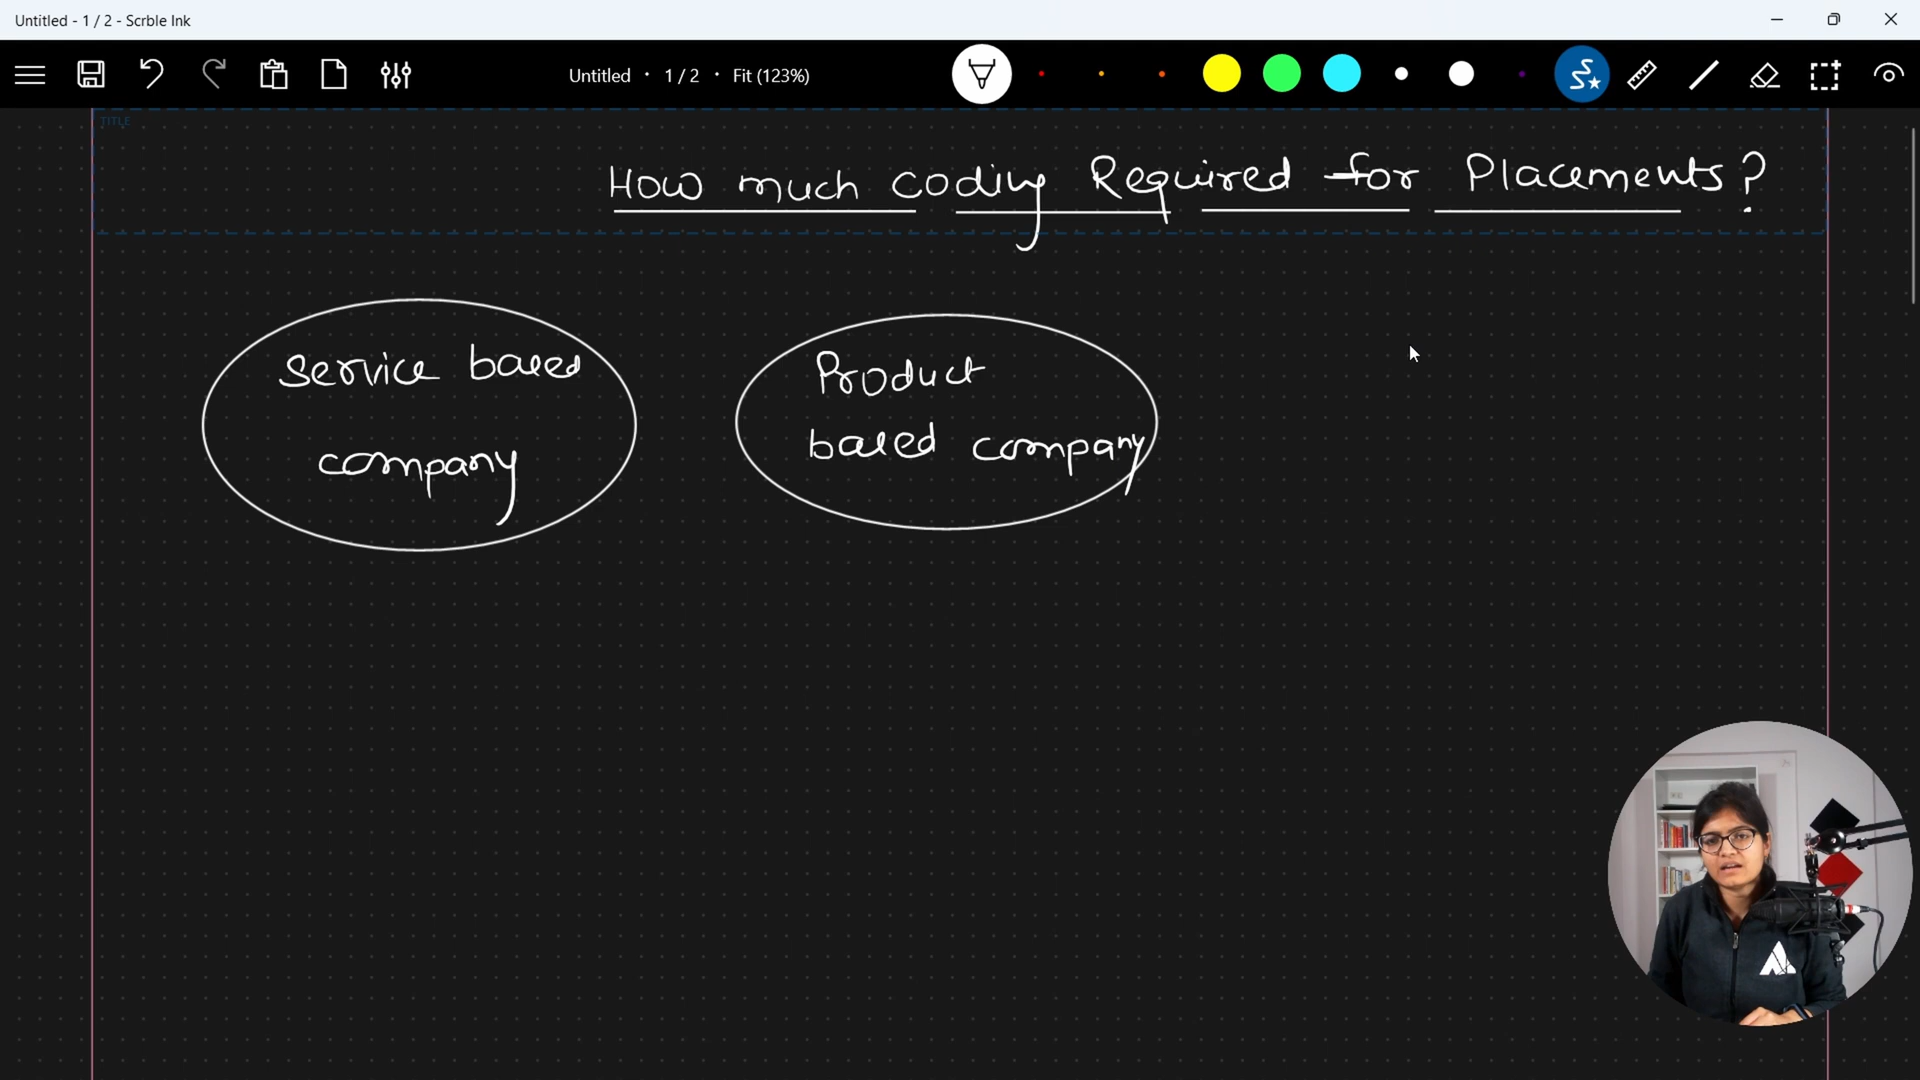 Untitled - 1 / 2 - Scrble Ink
Untitled • 1 / 2 • Fit (123%)
TITLE
How much coding Required for Placements?
Service based
company
Product
based company